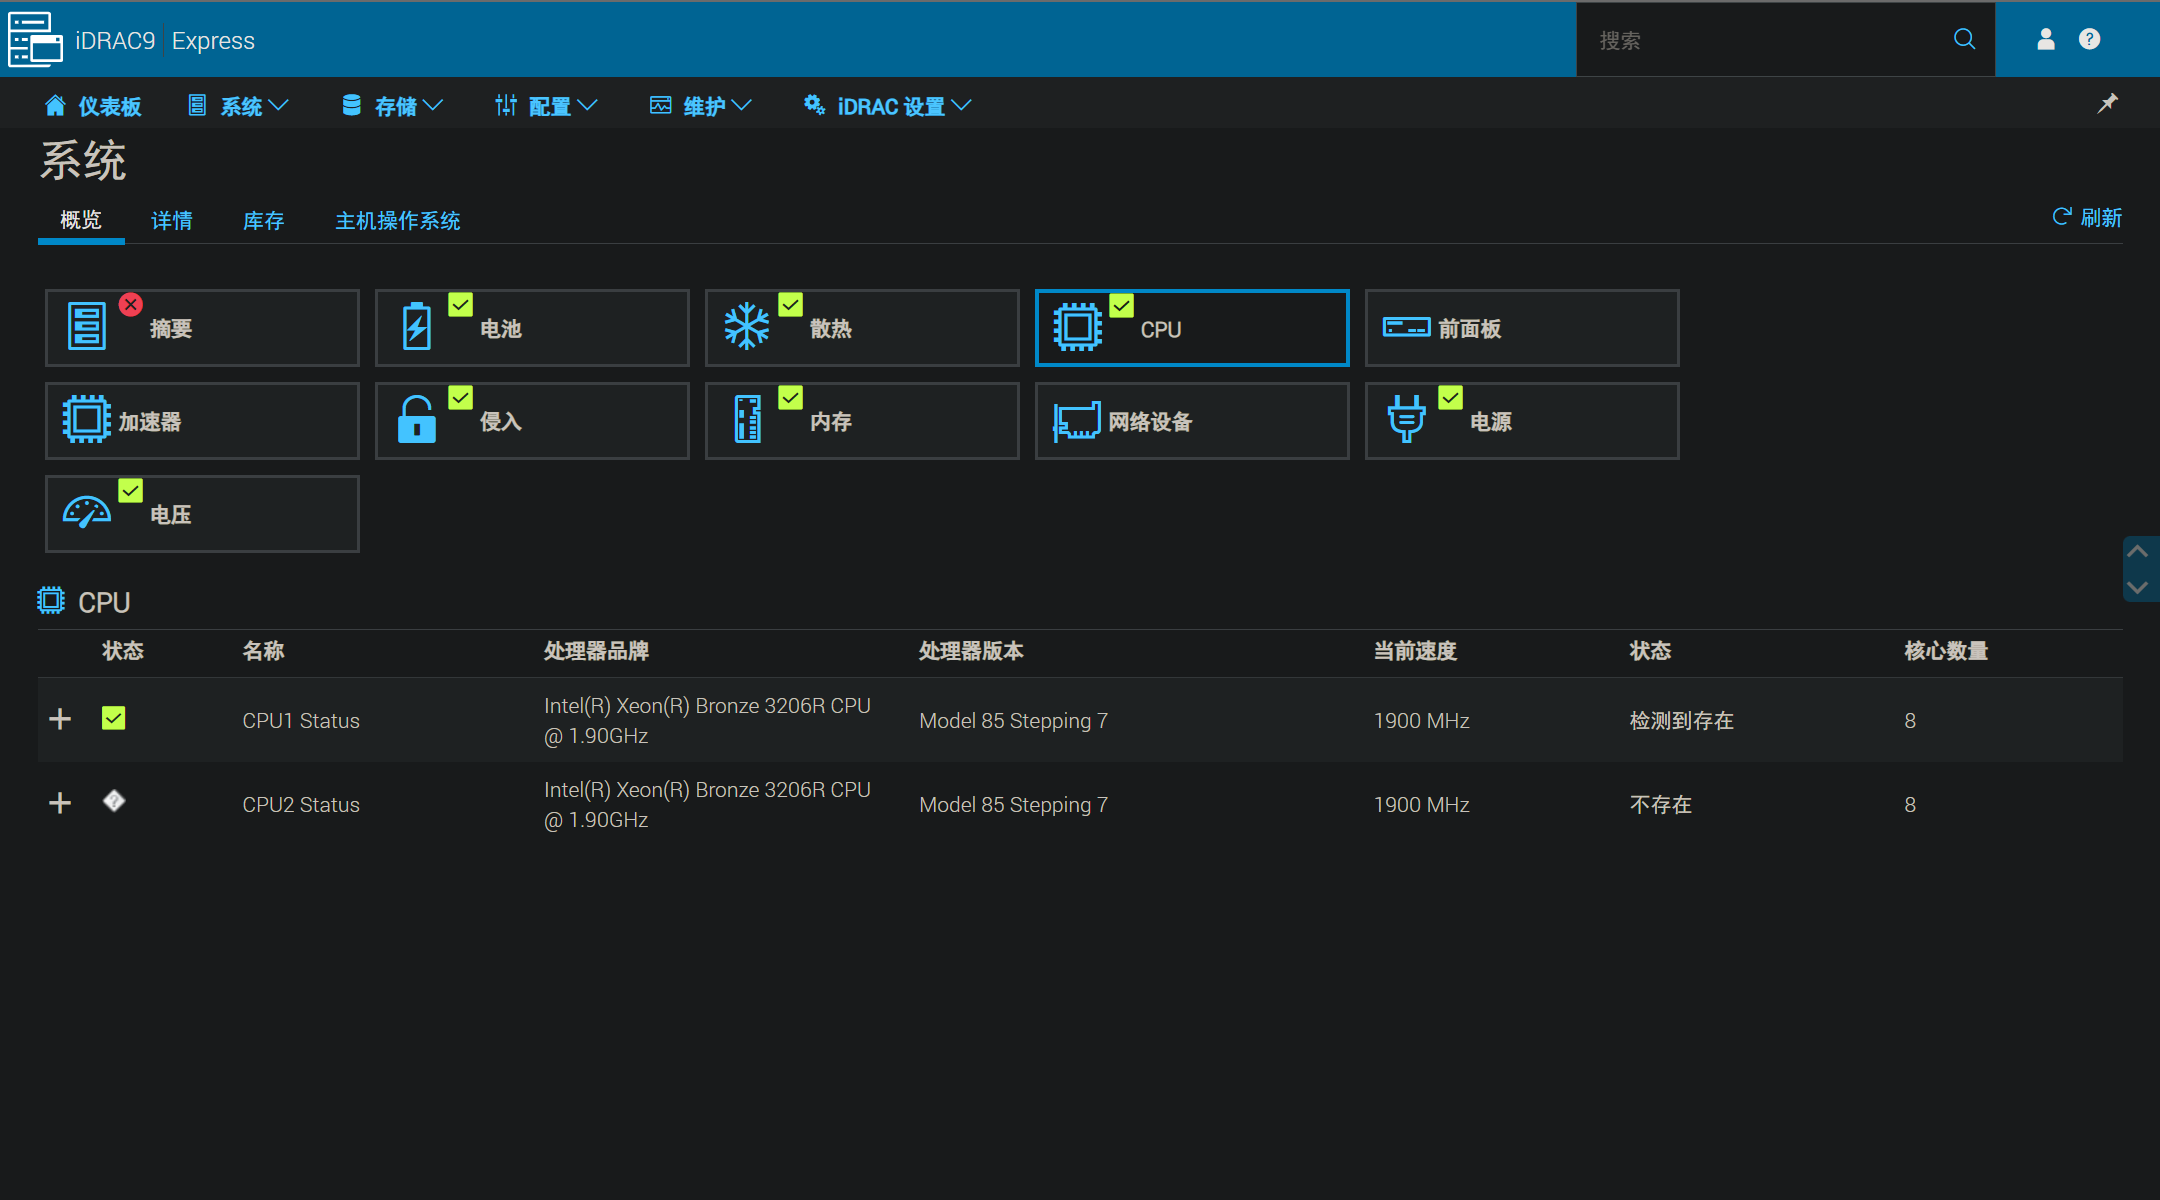 iDRAC9 Express
搜索
仪表板 系统 存储 配置 维护 iDRAC 设置
系统
概览 详情 库存 主机操作系统 刷新
摘要 电池 散热 CPU 前面板
加速器 侵入 内存 网络设备 电源
电压
CPU
状态 名称 处理器品牌 处理器版本 当前速度 状态 核心数量
CPU1 Status Intel(R) Xeon(R) Bronze 3206R CPU @ 1.90GHz Model 85 Stepping 7 1900 MHz 检测到存在 8
CPU2 Status Intel(R) Xeon(R) Bronze 3206R CPU @ 1.90GHz Model 85 Stepping 7 1900 MHz 不存在 8